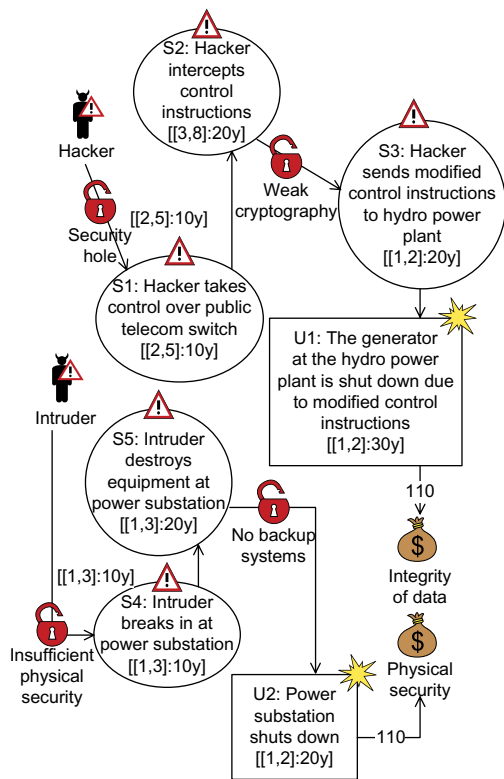 S2: Hacker
intercepts
control
instructions
[[3,8]:20y]
Hacker
Weak
cryptography
S3: Hacker
sends modified
control instructions
to hydro power
plant
[[1,2]:20y]
[[2,5]:10y]
Security
hole
S1: Hacker takes
control over public
telecom switch
[[2,5]:10y]
U1: The generator
at the hydro power
plant is shut down due
to modified control
instructions
[[1,2]:30y]
Intruder
S5: Intruder
destroys
equipment at
power substation
[[1,3]:20y]
No backup
systems
110
$
Integrity
of data
[[1,3]:10y]
S4: Intruder
breaks in at
power substation
[[1,3]:10y]
Insufficient
physical
security
$
Physical
security
U2: Power
substation
shuts down
[[1,2]:20y]
110